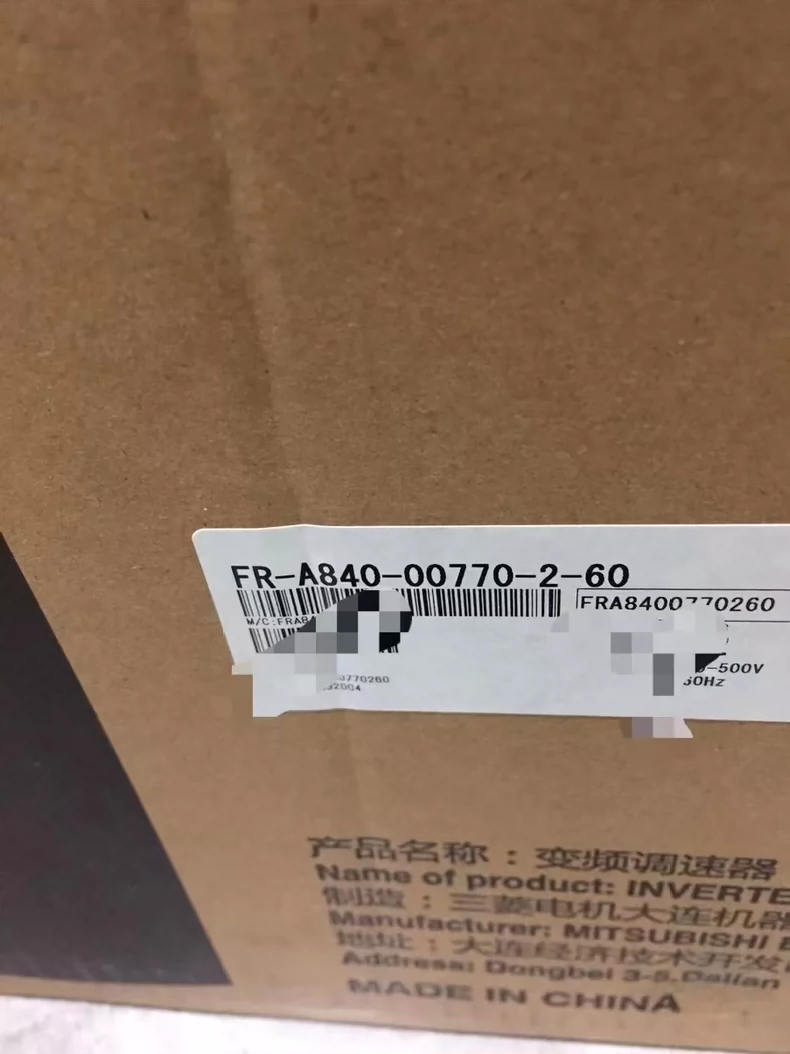 FR-A840-00770-2-60
FRA8400770260
M/C:FRA8
0770260
2004
-500V
60Hz
产品名称：变频调速器
Name of product: INVERTE
制造：三菱电机大连机器
Manufacturer: MITSUBISHI E
地址：大连经济技术开发
Address: Dongbei 3-5, Dalian
MADE IN CHINA